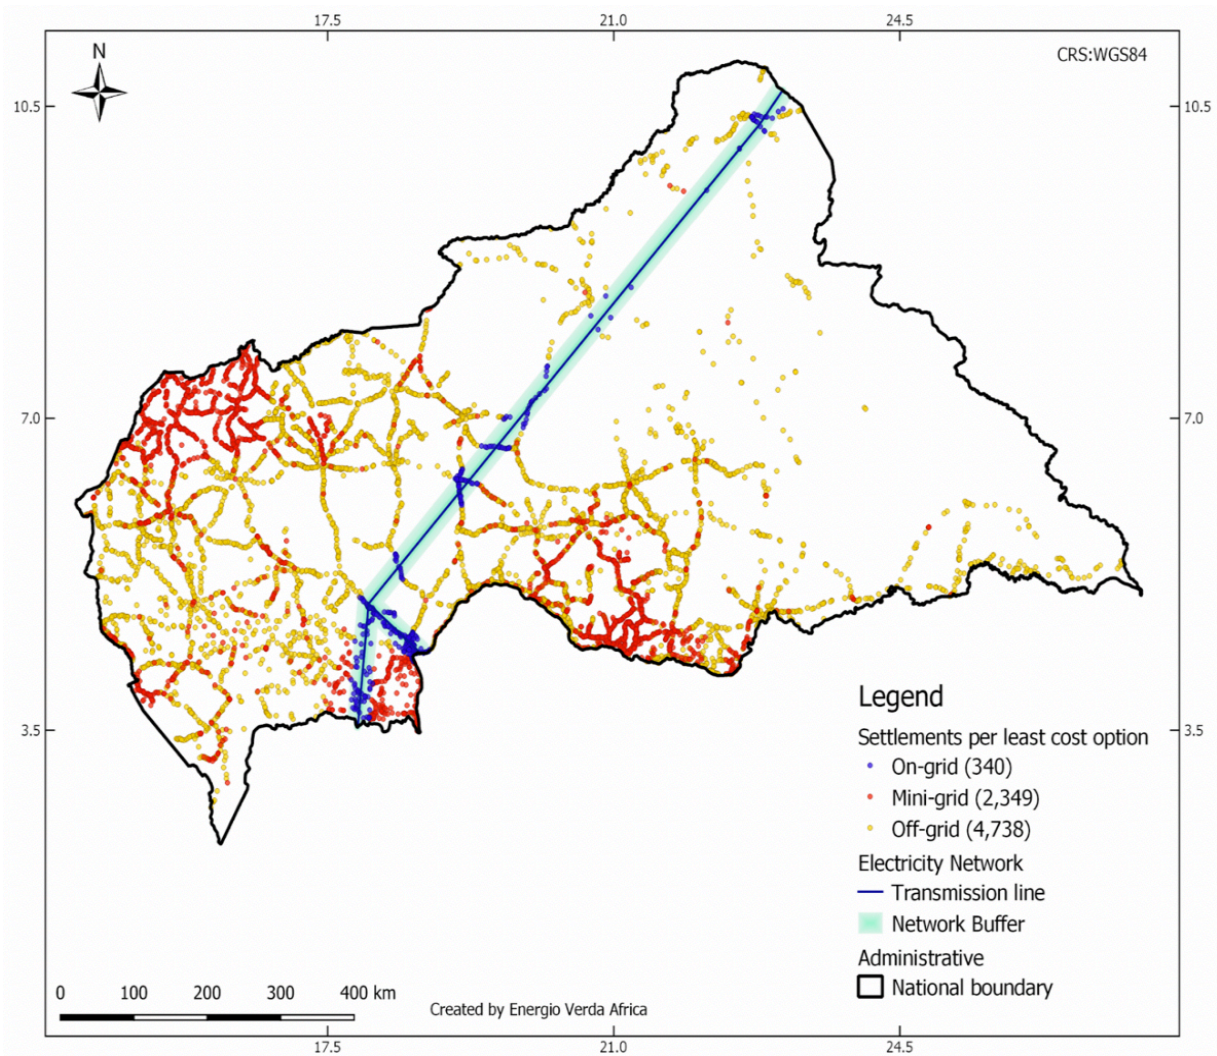 17.5 21.0 24.5
N
CRS:WGS84
10.5 10.5
7.0 7.0
3.5 3.5
Legend
Settlements per least cost option
On-grid (340)
Mini-grid (2,349)
Off-grid (4,738)
Electricity Network
Transmission line
Network Buffer
Administrative
National boundary
0 100 200 300 400 km
Created by Energio Verda Africa
17.5 21.0 24.5